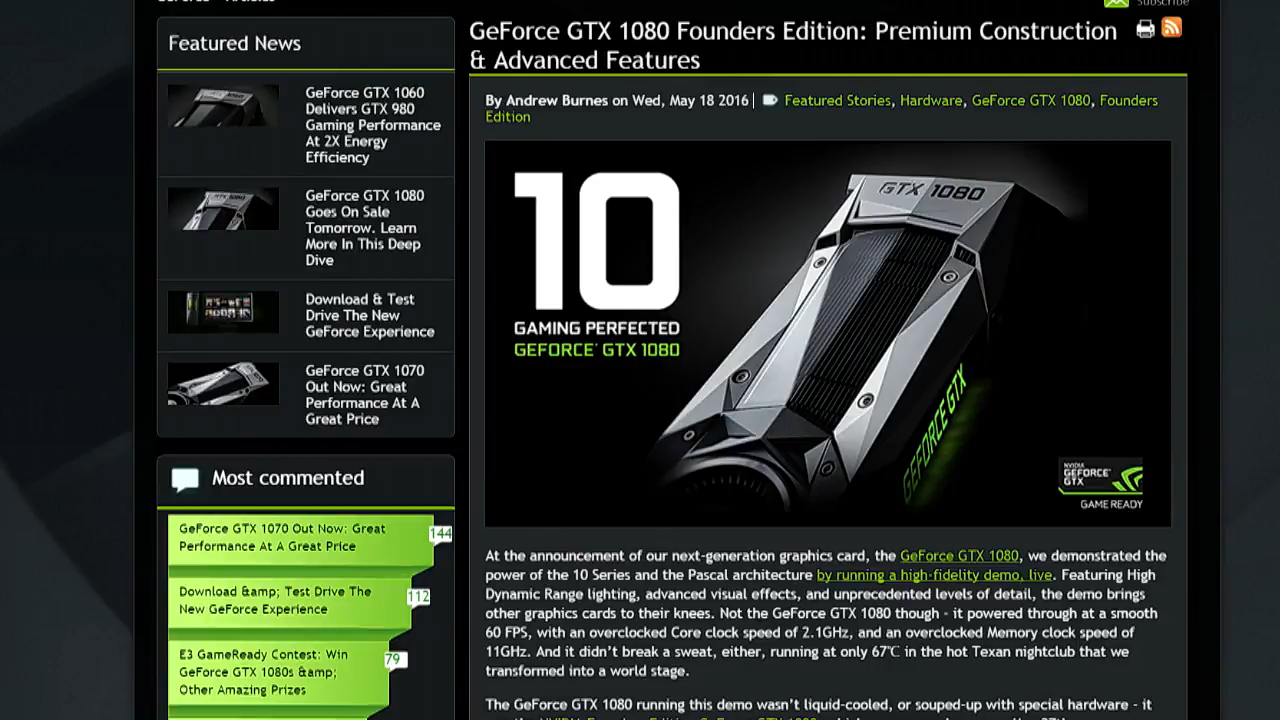 GeForce Articles
Subscribe
Featured News
GeForce GTX 1060
Delivers GTX 980
Gaming Performance
At 2X Energy
Efficiency
GeForce GTX 1080
Goes On Sale
Tomorrow. Learn
More In This Deep
Dive
Download & Test
Drive The New
GeForce Experience
GeForce GTX 1070
Out Now: Great
Performance At A
Great Price
Most commented
GeForce GTX 1070 Out Now: Great
Performance At A Great Price
144
Download &amp; Test Drive The
New GeForce Experience
112
E3 GameReady Contest: Win
GeForce GTX 1080s &amp;
Other Amazing Prizes
79
GeForce GTX 1080 Founders Edition: Premium Construction
& Advanced Features
By Andrew Burnes on Wed, May 18 2016 | Featured Stories, Hardware, GeForce GTX 1080, Founders
Edition
10
GAMING PERFECTED
GEFORCE® GTX 1080
GTX 1080
GEFORCE GTX
NVIDIA
GEFORCE®
GTX
GAME READY
At the announcement of our next-generation graphics card, the GeForce GTX 1080, we demonstrated the
power of the 10 Series and the Pascal architecture by running a high-fidelity demo, live. Featuring High
Dynamic Range lighting, advanced visual effects, and unprecedented levels of detail, the demo brings
other graphics cards to their knees. Not the GeForce GTX 1080 though - it powered through at a smooth
60 FPS, with an overclocked Core clock speed of 2.1GHz, and an overclocked Memory clock speed of
11GHz. And it didn't break a sweat, either, running at only 67℃ in the hot Texan nightclub that we
transformed into a world stage.
The GeForce GTX 1080 running this demo wasn't liquid-cooled, or souped-up with special hardware - it